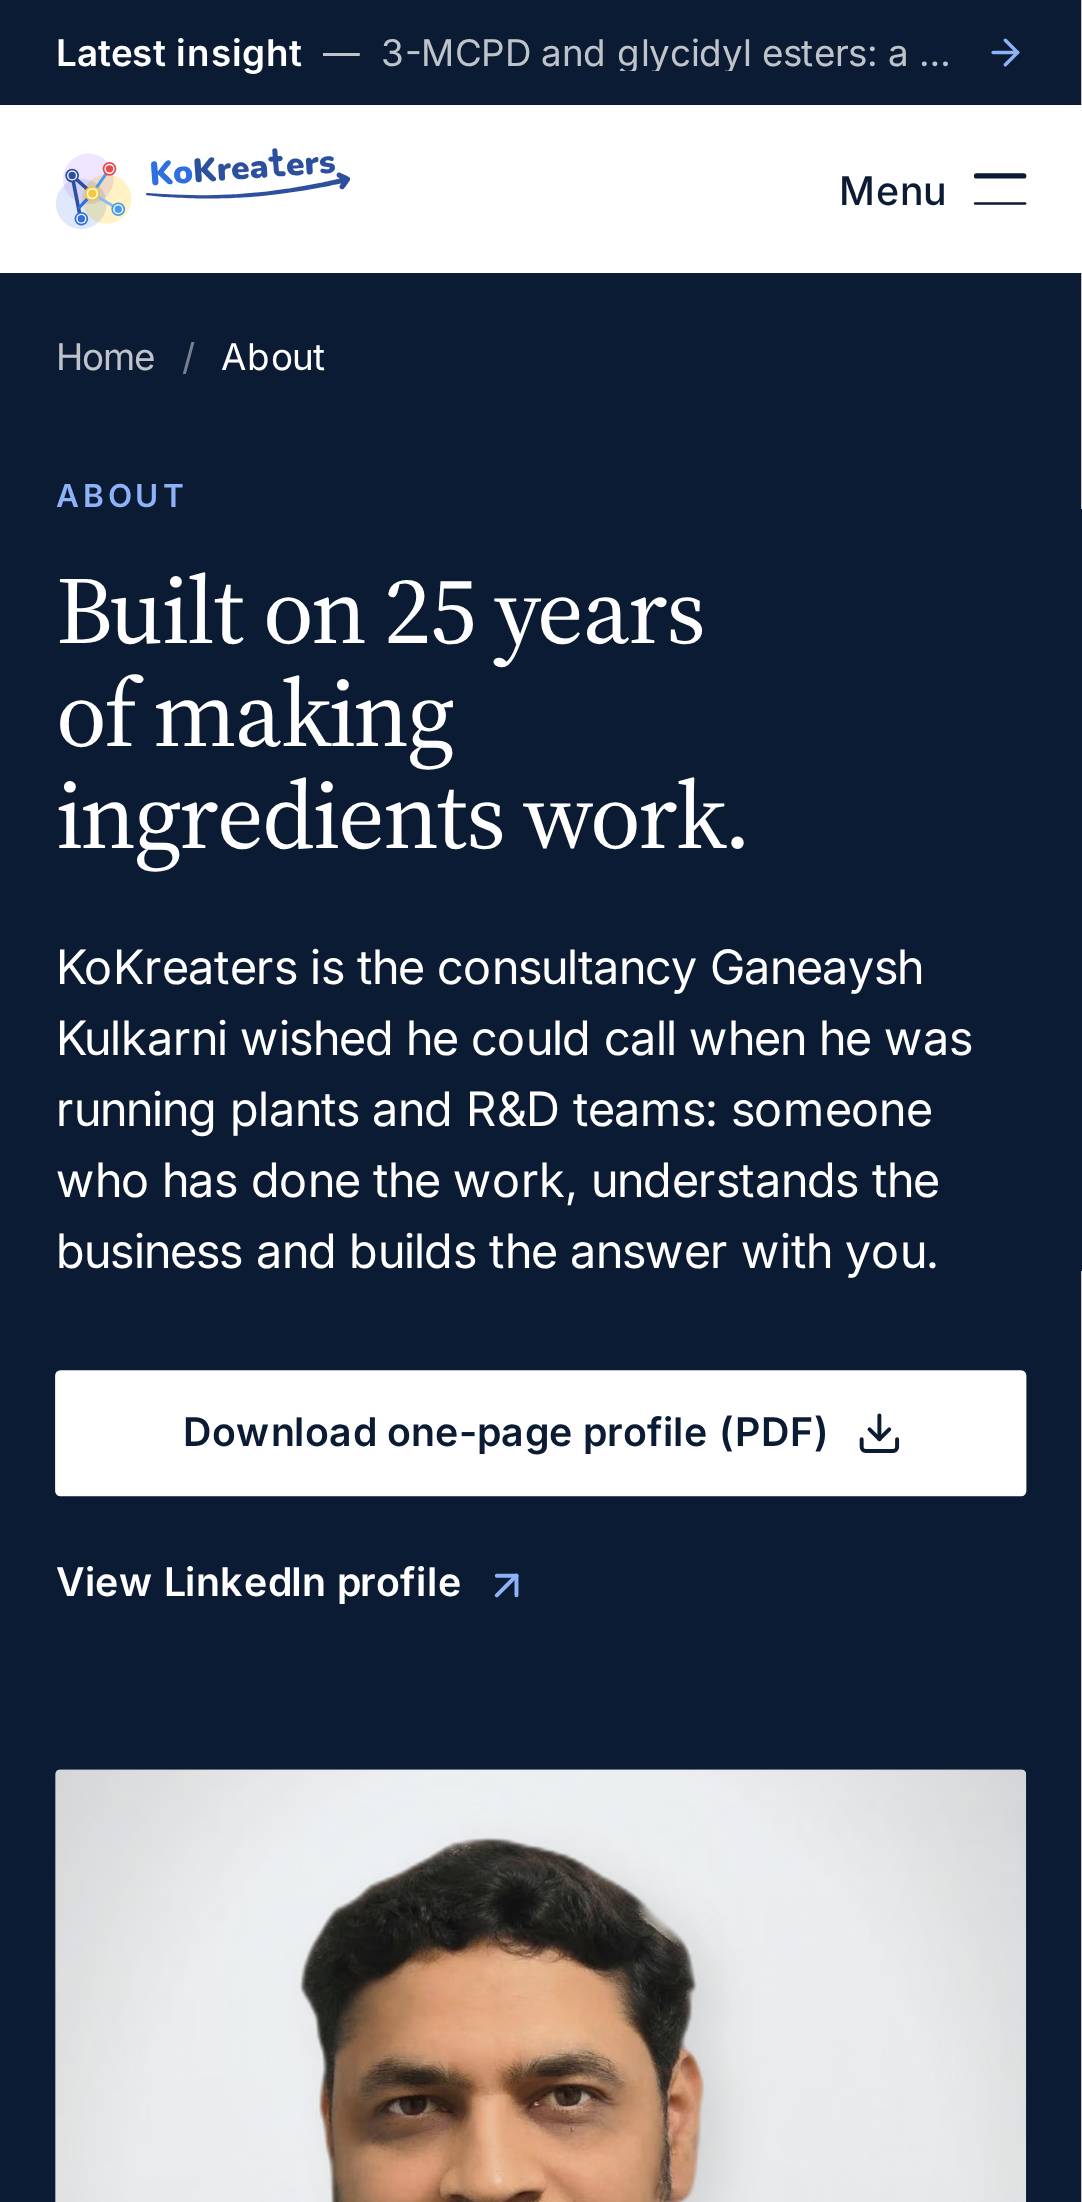 Latest insight — 3-MCPD and glycidyl esters: a ...
KoKreaters
Menu
Home / About
ABOUT
Built on 25 years
of making
ingredients work.
KoKreaters is the consultancy Ganeaysh
Kulkarni wished he could call when he was
running plants and R&D teams: someone
who has done the work, understands the
business and builds the answer with you.
Download one-page profile (PDF)
View LinkedIn profile